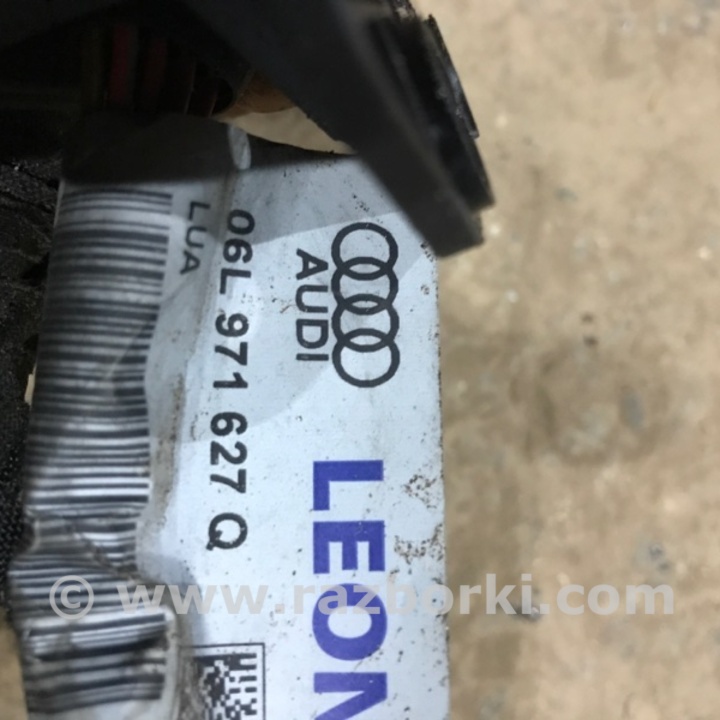 AUDI
06L 971 627 Q
LUA
LEON
© www.razborki.com